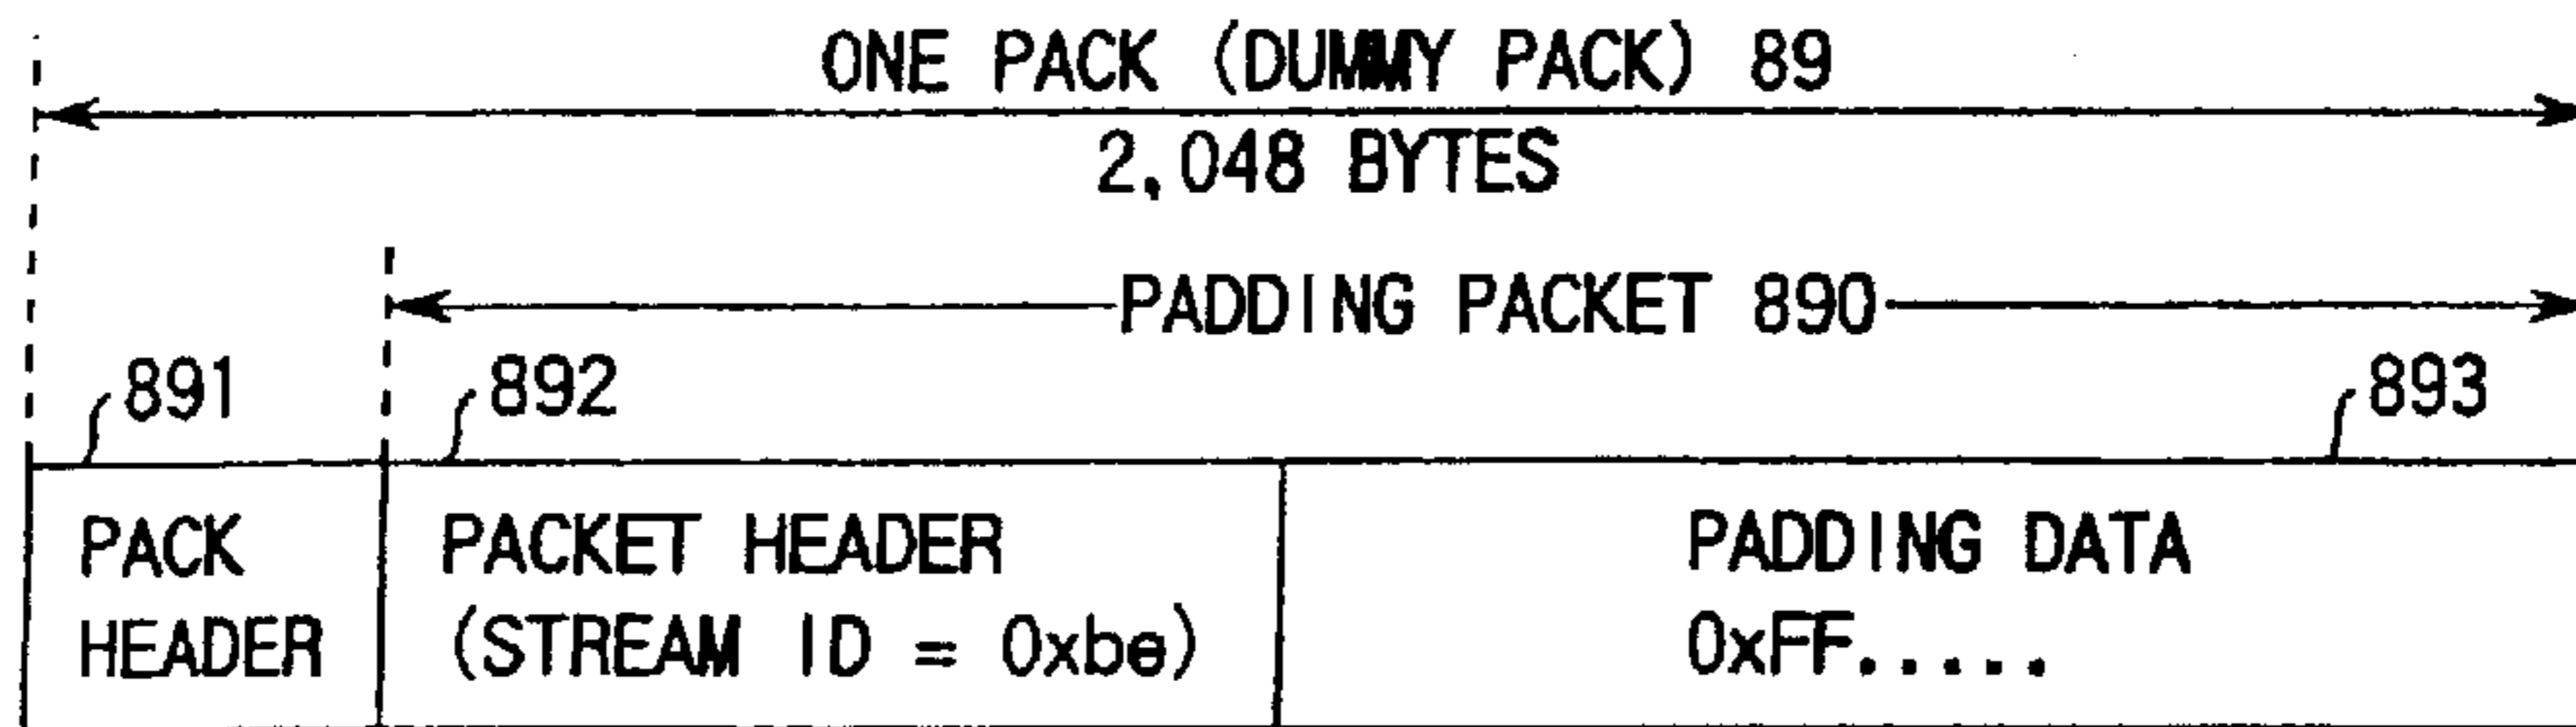 ONE PACK (DUMMY PACK) 89
2,048 BYTES
PADDING PACKET 890
891
892
893
PACK
HEADER
PACKET HEADER
(STREAM ID = 0xbe)
PADDING DATA
0xFF.....